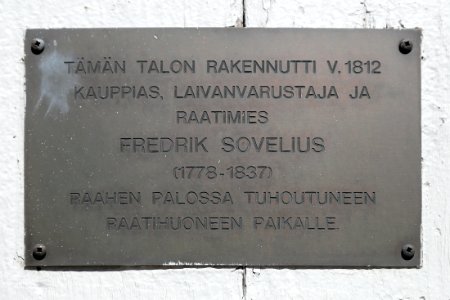 TÄMÄN TALON RAKENNUTTI V. 1812
KAUPPIAS, LAIVANVARUSTAJA JA
RAATIMIES
FREDRIK SOVELIUS
(1778-1837)
RAAHEN PALOSSA TUHOUTUNEEN
RAATIHUONEEN PAIKALLE.